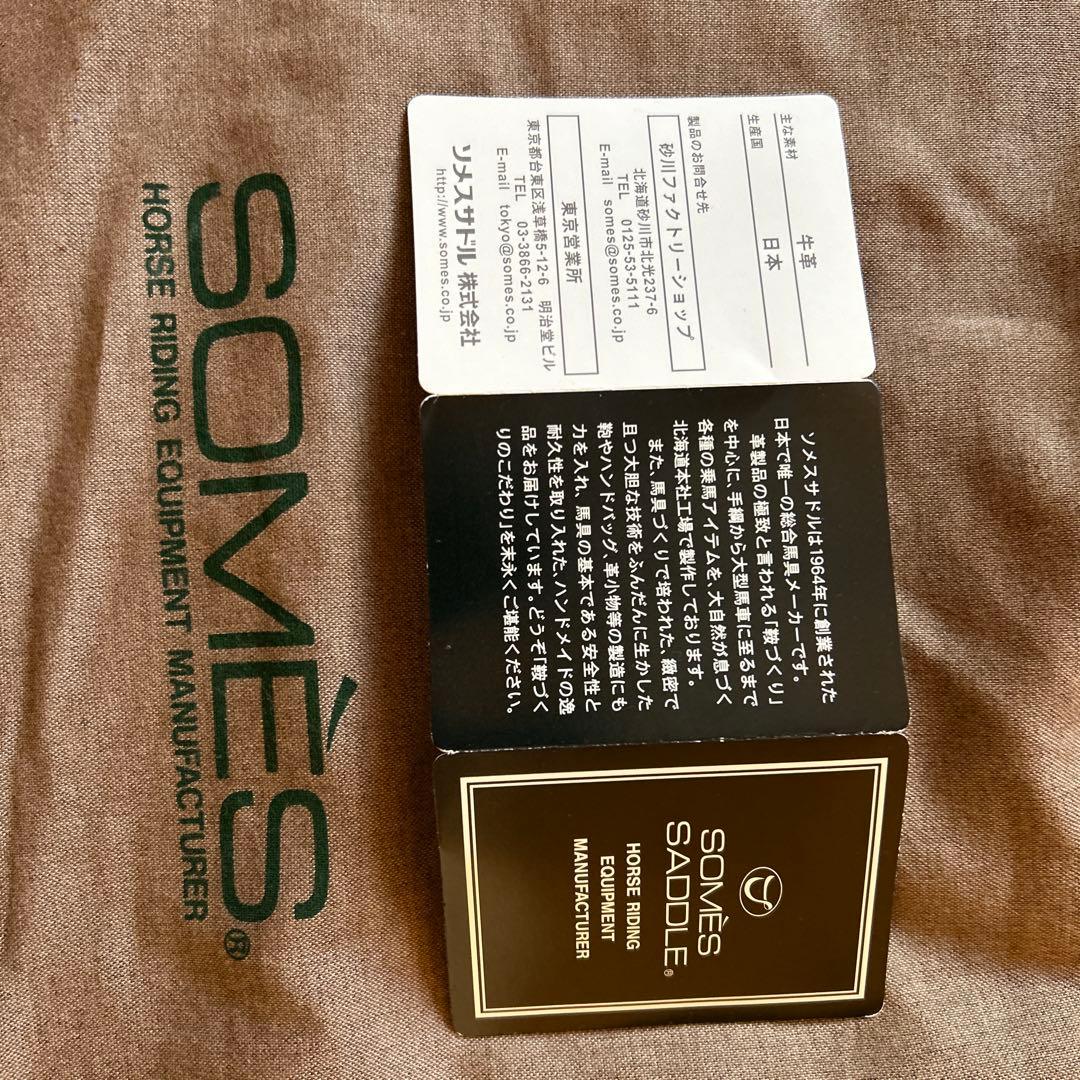 SOMÈS®
HORSE RIDING EQUIPMENT MANUFACTURER
主な素材 牛革
生産国 日本
製品のお問合せ先
砂川ファクトリーショップ
北海道砂川市北光237-6
TEL 0125-53-5111
E-mail somes@somes.co.jp
東京営業所
東京都台東区浅草橋5-12-6 明治堂ビル
TEL 03-3866-2131
E-mail tokyo@somes.co.jp
ソメスサドル 株式会社
http://www.somes.co.jp
ソメスサドルは1964年に創業された
日本で唯一の総合馬具メーカーです。
革製品の極致と言われる「鞍づくり」
を中心に、手綱から大型馬車に至るまで
各種の乗馬アイテムを、大自然が息づく
北海道本社工場で製作しております。
また、馬具づくりで培われた、緻密で
且つ大胆な技術をふんだんに生かした
鞄やハンドバッグ、革小物等の製造にも
力を入れ、馬具の基本である安全性と
耐久性を取り入れた、ハンドメイドの逸
品をお届けしています。どうぞ「鞍づく
りのこだわり」を末永くご堪能ください。
SOMÈS
SADDLE®
HORSE RIDING
EQUIPMENT
MANUFACTURER